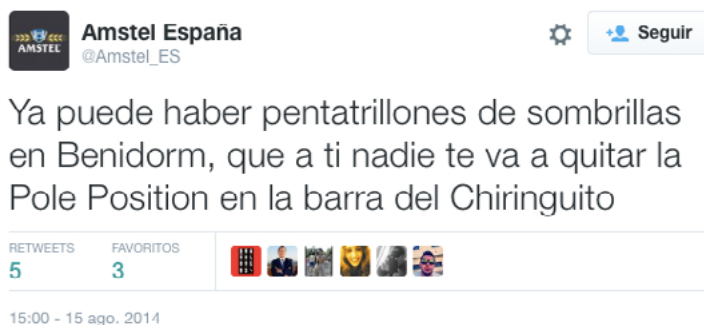 AMSTEL
Amstel España
@Amstel_ES
Seguir
Ya puede haber pentatrillones de sombrillas
en Benidorm, que a ti nadie te va a quitar la
Pole Position en la barra del Chiringuito
RETWEETS FAVORITOS
5 3
15:00 - 15 ago. 2014